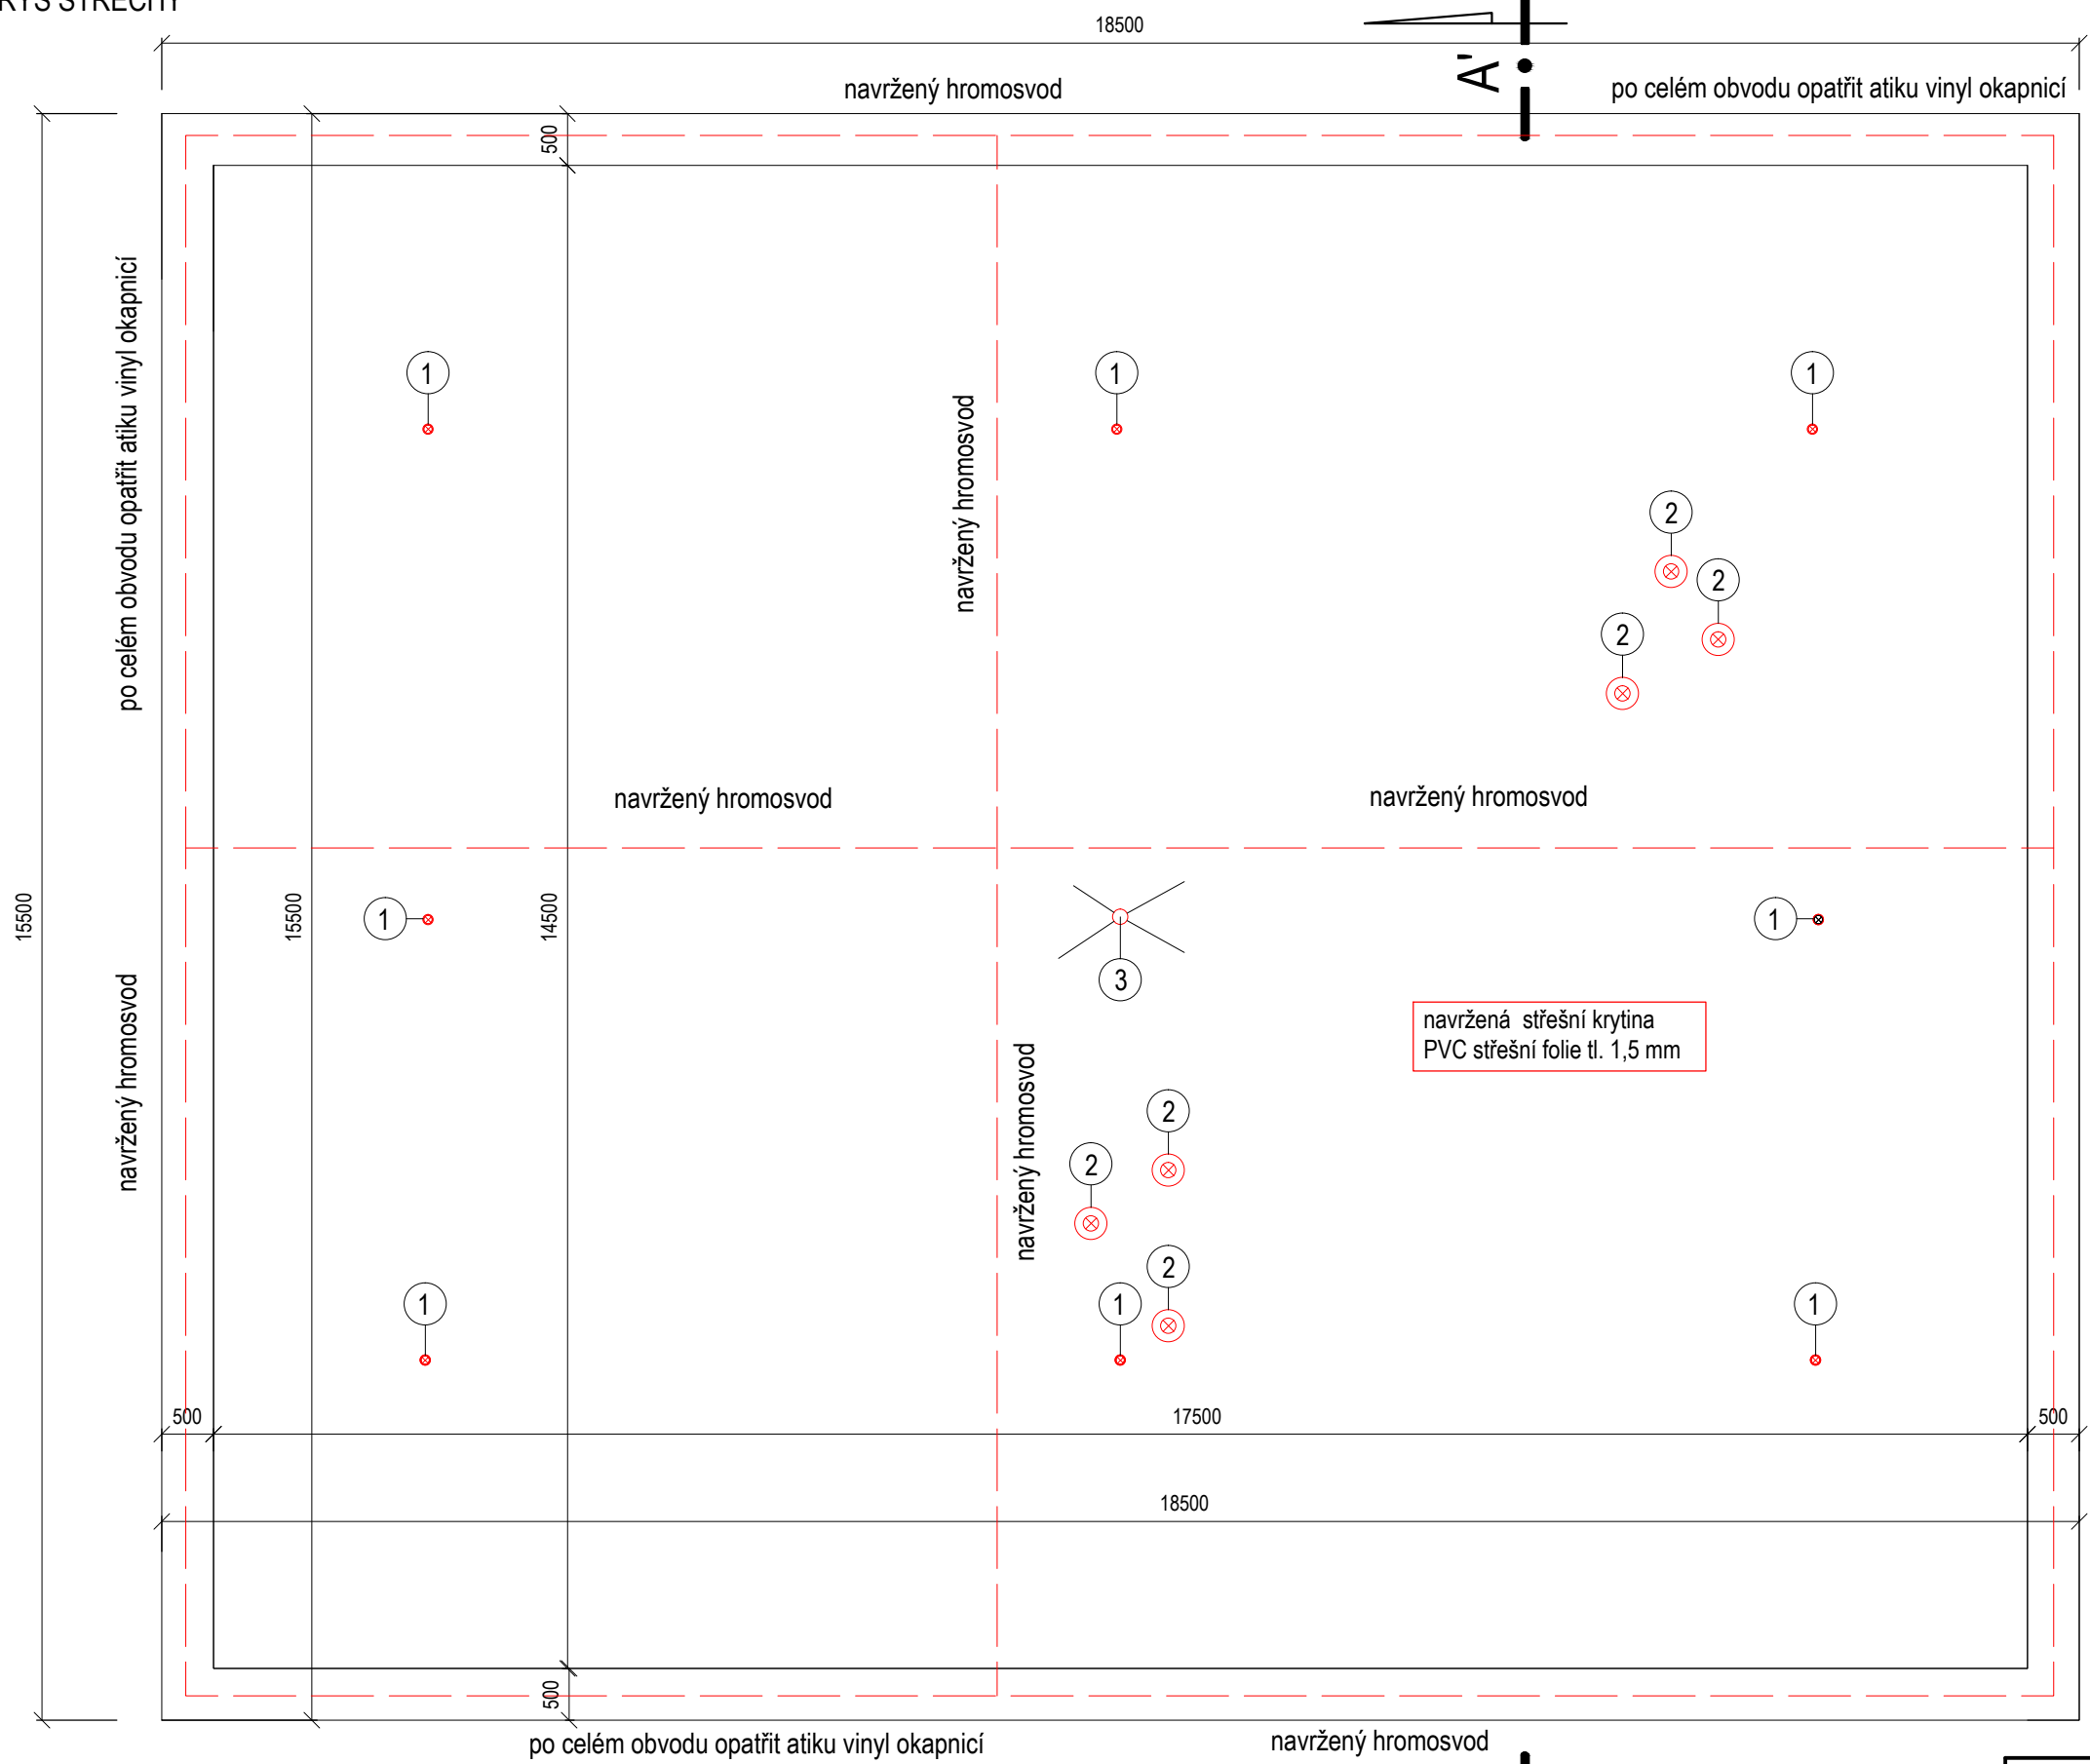 18500
A'
navržený hromosvod
po celém obvodu opatřit atiku vinyl okapnicí
500
po celém obvodu opatřit atiku vinyl okapnicí
1
1
1
navržený hromosvod
2
2
2
navržený hromosvod
navržený hromosvod
15500
15500
14500
1
1
3
navržený hromosvod
navržená střešní krytina
PVC střešní folie tl. 1,5 mm
navržený hromosvod
2
2
2
1
1
1
500
17500
500
18500
500
po celém obvodu opatřit atiku vinyl okapnicí
navržený hromosvod